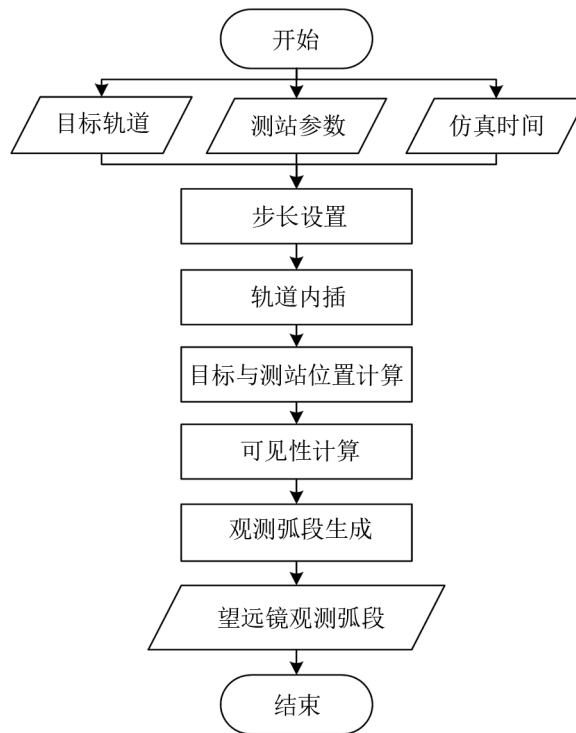 开始
目标轨道
测站参数
仿真时间
步长设置
轨道内插
目标与测站位置计算
可见性计算
观测弧段生成
望远镜观测弧段
结束